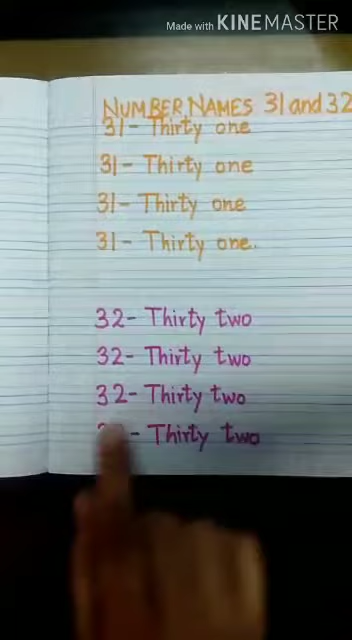 Made with KINEMASTER
NUMBER NAMES 31 and 32
31 - Thirty one
31 - Thirty one
31 - Thirty one
31 - Thirty one.
32 - Thirty two
32 - Thirty two
32 - Thirty two
- Thirty two